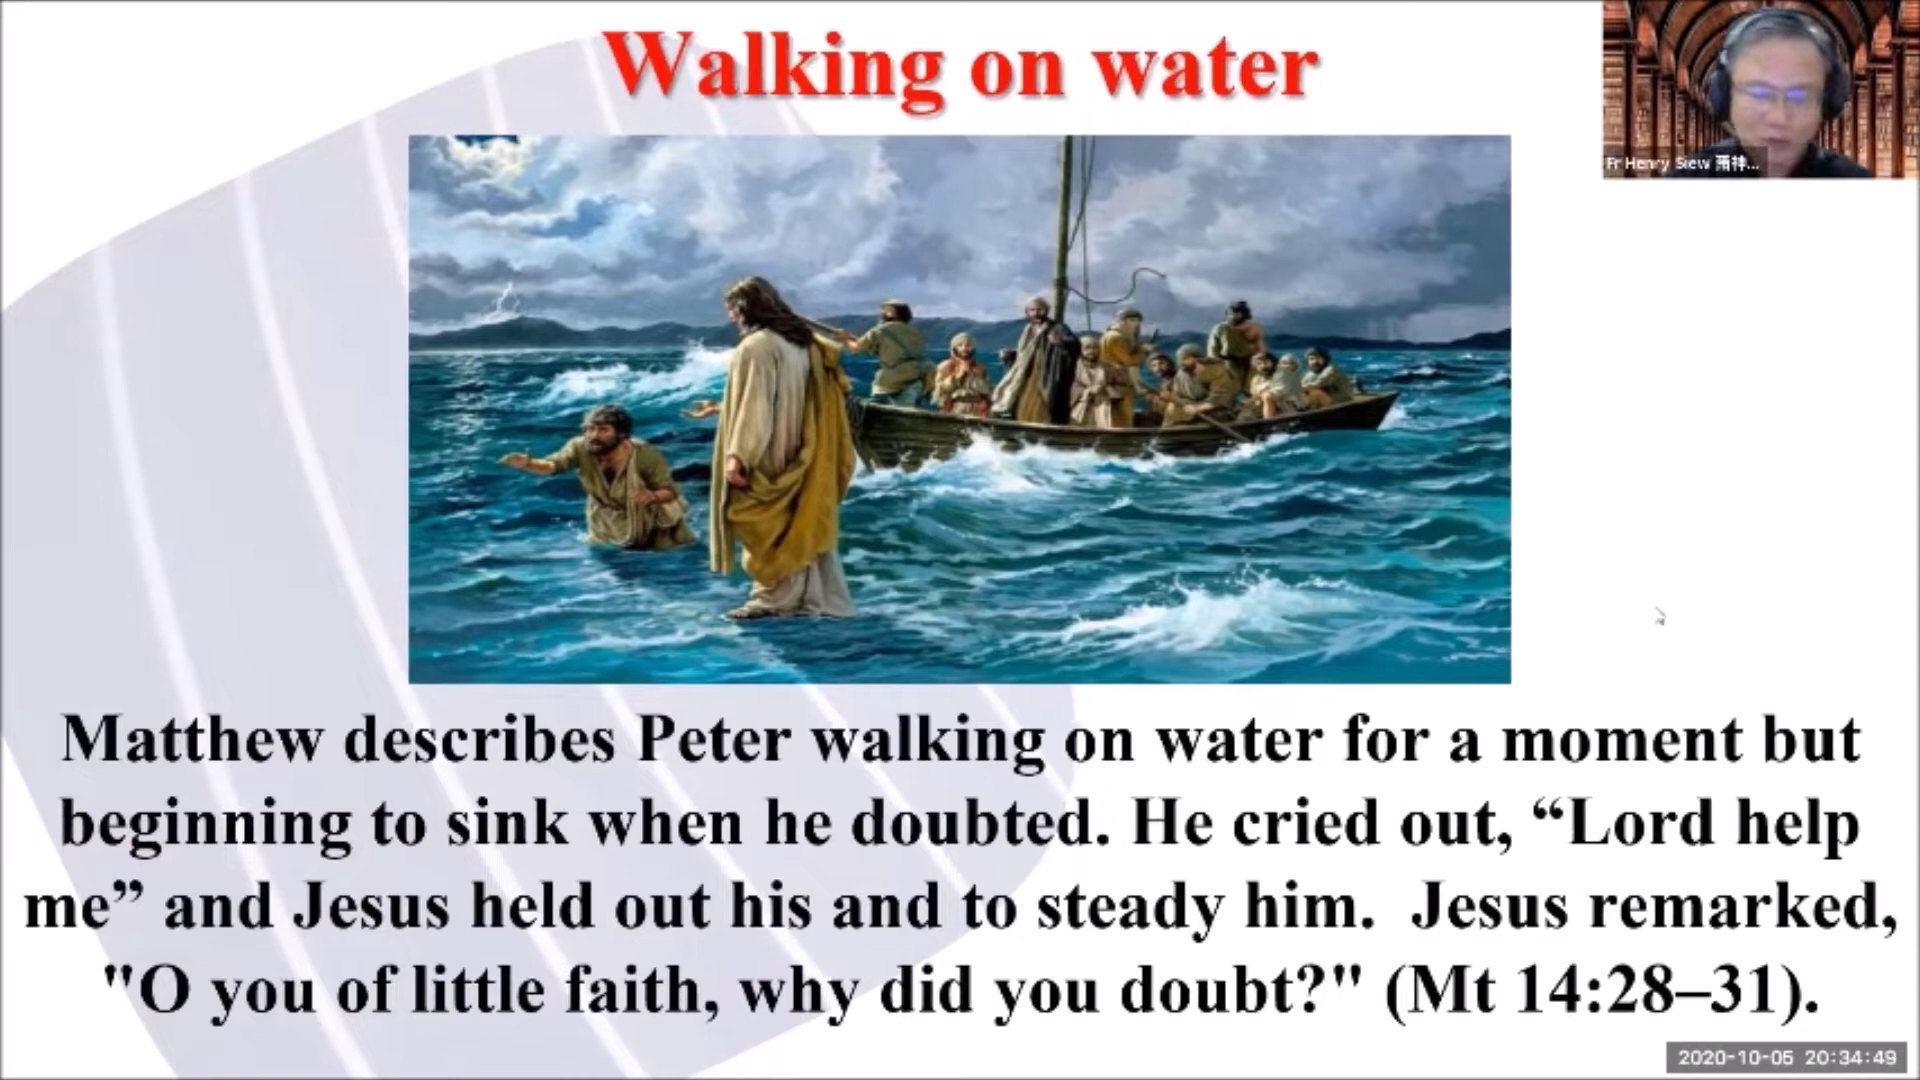 Walking on water
Fr Henry Siew 蕭神...
Matthew describes Peter walking on water for a moment but
beginning to sink when he doubted. He cried out, “Lord help
me” and Jesus held out his and to steady him.  Jesus remarked,
"O you of little faith, why did you doubt?" (Mt 14:28–31).
2020-10-05 20:34:49